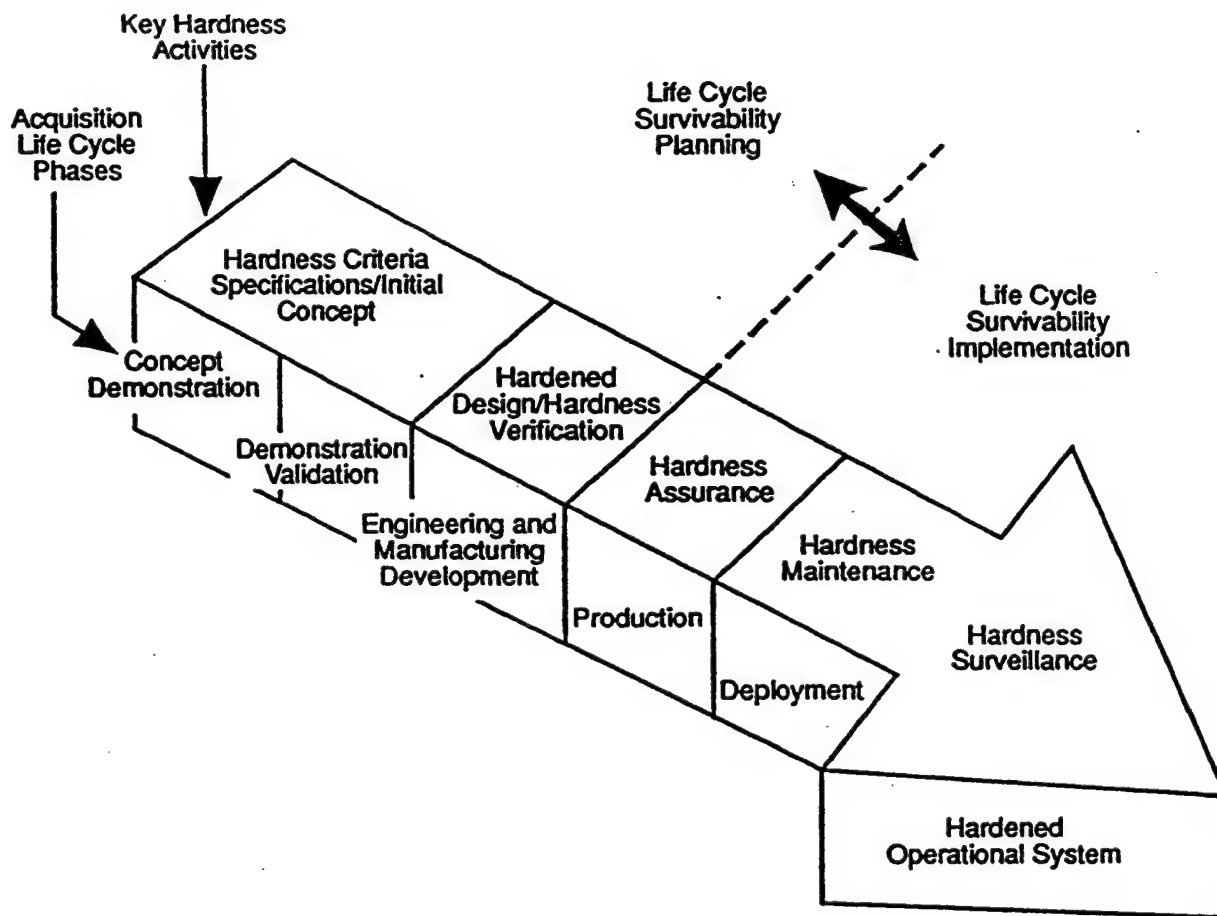 Key Hardness
Activities
Acquisition
Life Cycle
Phases
Life Cycle
Survivability
Planning
Life Cycle
Survivability
Implementation
Hardness Criteria
Specifications/Initial
Concept
Concept
Demonstration
Hardened
Design/Hardness
Verification
Demonstration
Validation
Hardness
Assurance
Engineering and
Manufacturing
Development
Hardness
Maintenance
Production
Hardness
Surveillance
Deployment
Hardened
Operational System